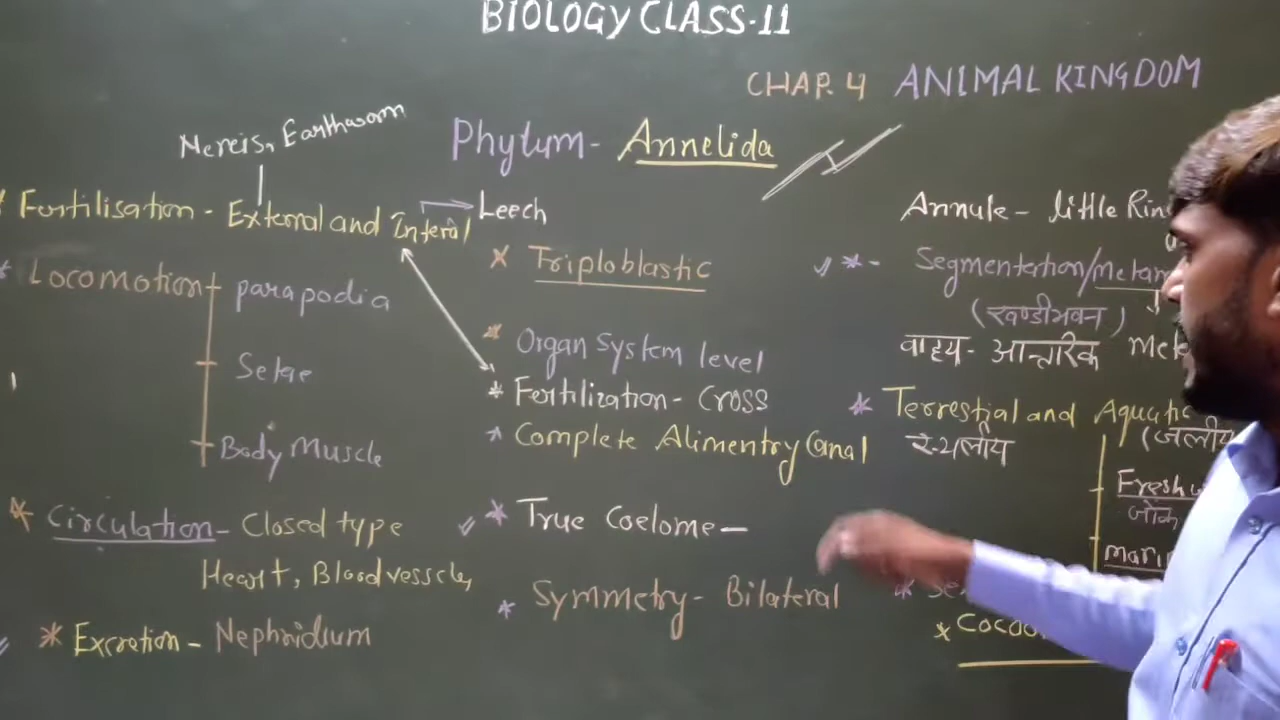 BIOLOGY CLASS-11
CHAP. 4 ANIMAL KINGDOM
Phylum- Annelida
Nereis, Earthworm
Fertilisation - External and Interal
Leech
Locomotion
parapodia
Setae
Body Muscle
* Circulation - Closed type
Heart, Blood vessels,
* Excretion - Nephridium
* Triploblastic
* Organ System level
* Fertilization - Cross
* Complete Alimentry Canal
* True Coelome -
* Symmetry - Bilateral
Annule - little Rin
* - Segmentation/Metam
(खण्डीभवन)
वाहय - आन्तरिक
* Terrestial and Aquatic
स्थलीय (जलीय
Fresh
जोंक
marin
* Cocoo